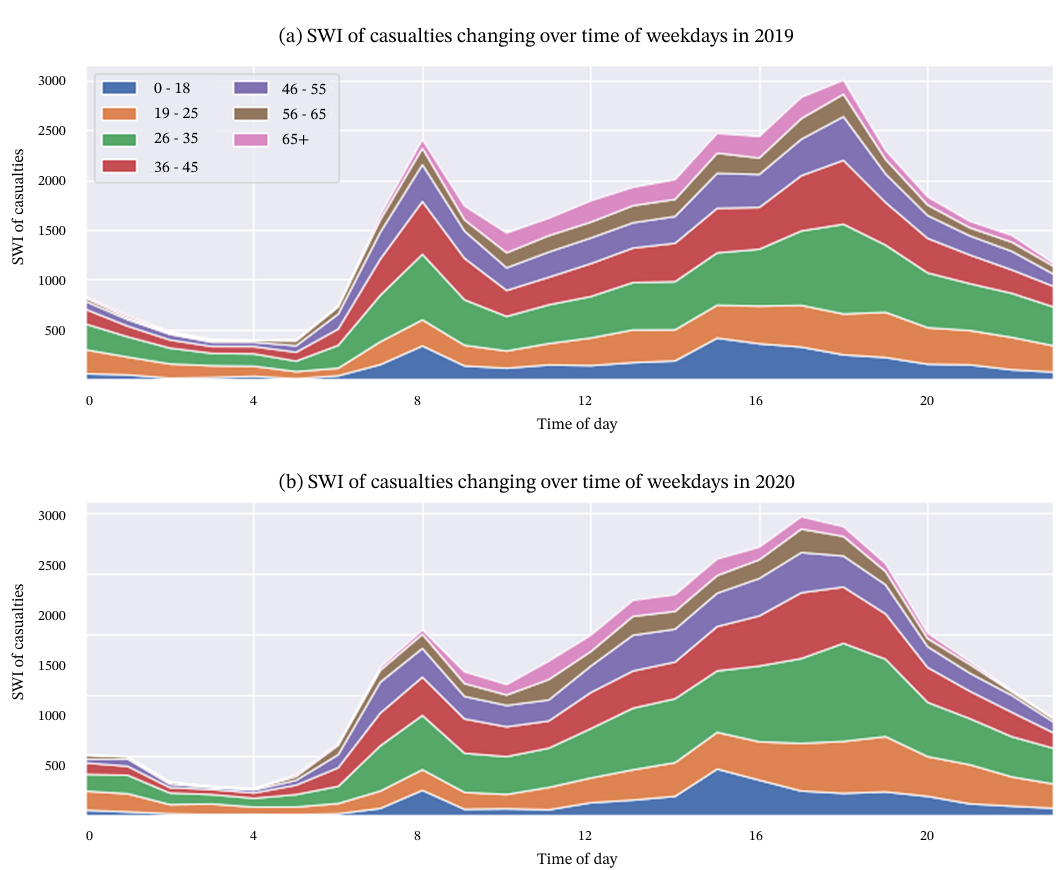 (a) SWI of casualties changing over time of weekdays in 2019
3000
2500
2000
1500
1000
500
SWI of casualties
0 - 18
19 - 25
26 - 35
36 - 45
46 - 55
56 - 65
65+
0 4 8 12 16 20
Time of day
(b) SWI of casualties changing over time of weekdays in 2020
3000
2500
2000
1500
1000
500
SWI of casualties
0 4 8 12 16 20
Time of day